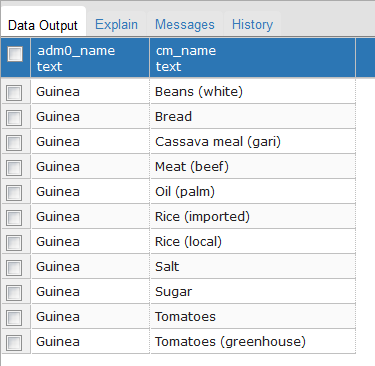 Data Output Explain Messages History
adm0_name cm_name
text text
Guinea Beans (white)
Guinea Bread
Guinea Cassava meal (gari)
Guinea Meat (beef)
Guinea Oil (palm)
Guinea Rice (imported)
Guinea Rice (local)
Guinea Salt
Guinea Sugar
Guinea Tomatoes
Guinea Tomatoes (greenhouse)